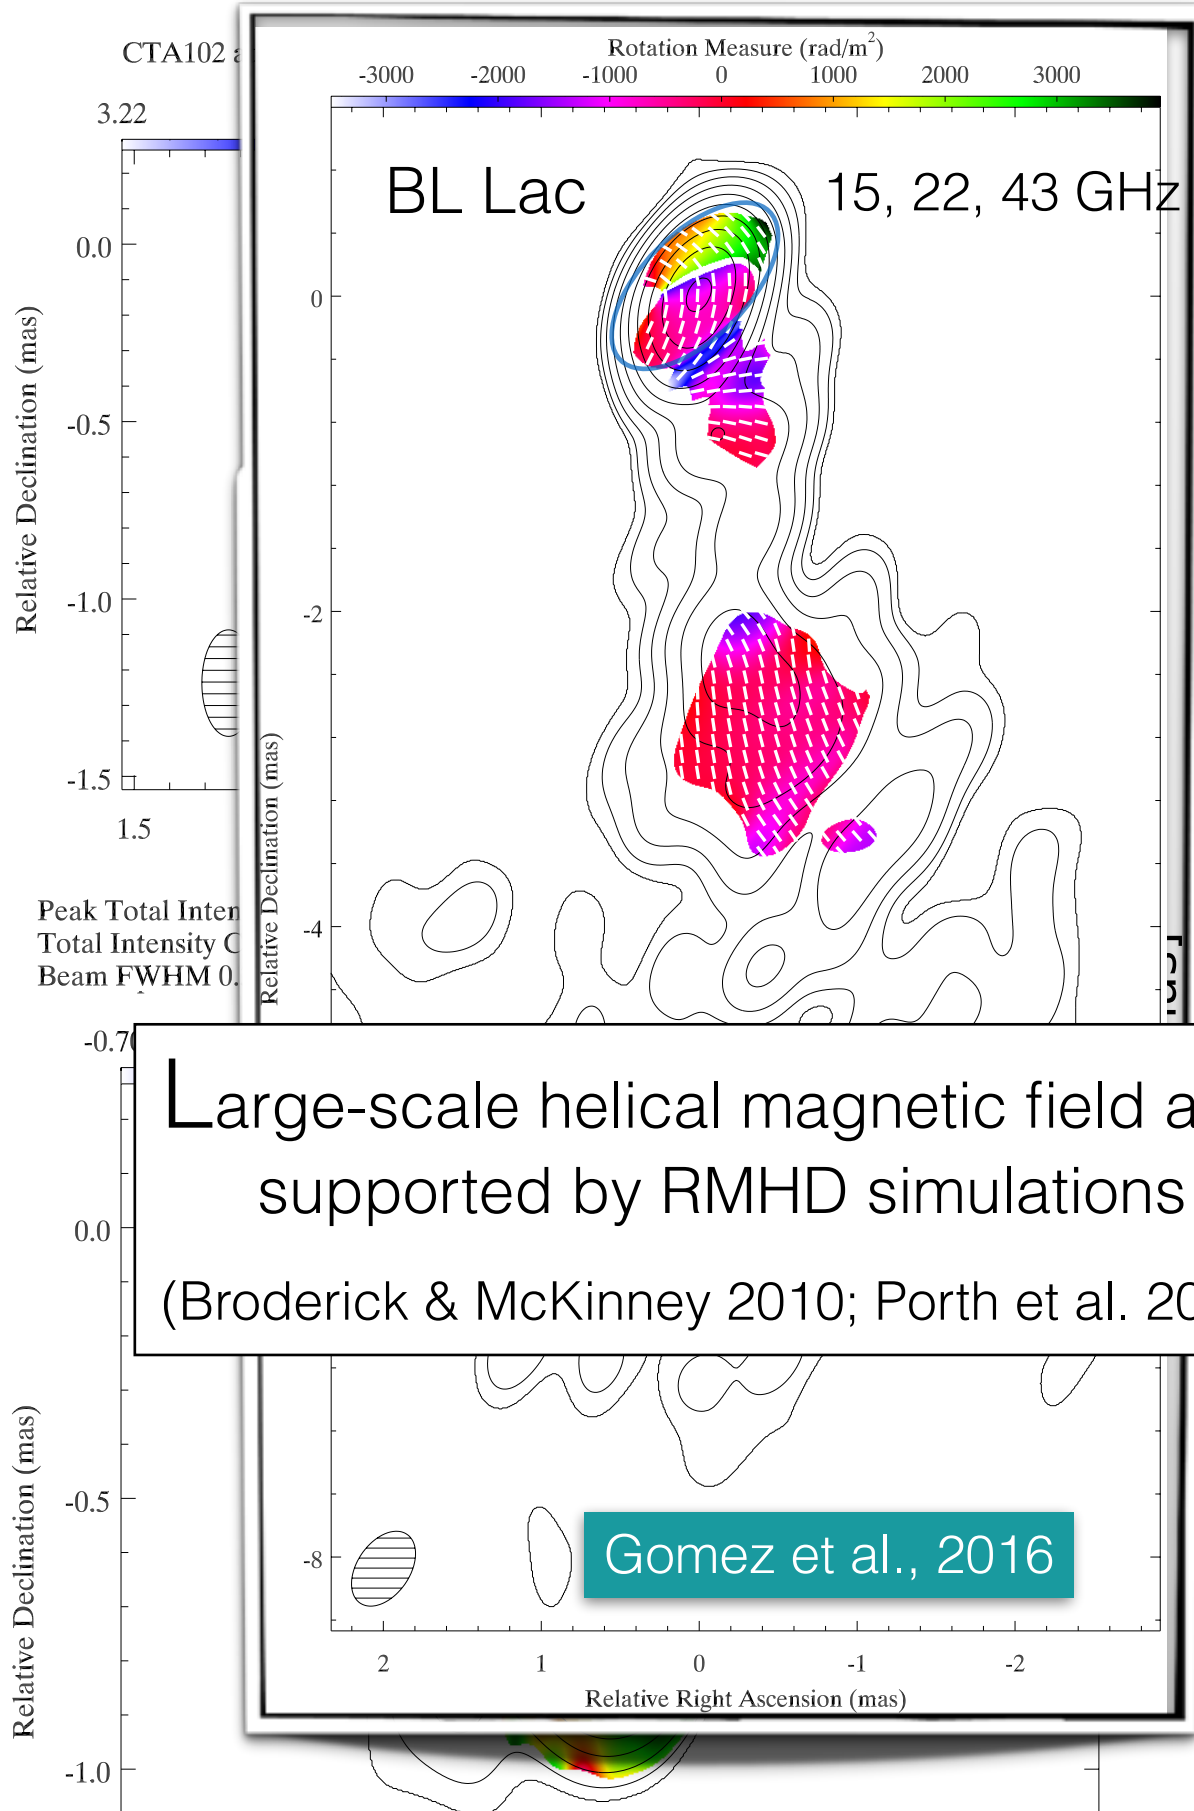 CTA102
3.22
0.0
-0.5
-1.0
-1.5
1.5
Relative Declination (mas)
Peak Total Inten
Total Intensity C
Beam FWHM 0.
Rotation Measure (rad/m²)
-3000 -2000 -1000 0 1000 2000 3000
BL Lac 15, 22, 43 GHz
0
-2
-4
-8
Relative Declination (mas)
Large-scale helical magnetic field a
supported by RMHD simulations
(Broderick & McKinney 2010; Porth et al. 20
Gomez et al., 2016
2 1 0 -1 -2
Relative Right Ascension (mas)
-0.70
0.0
-0.5
-1.0
Relative Declination (mas)